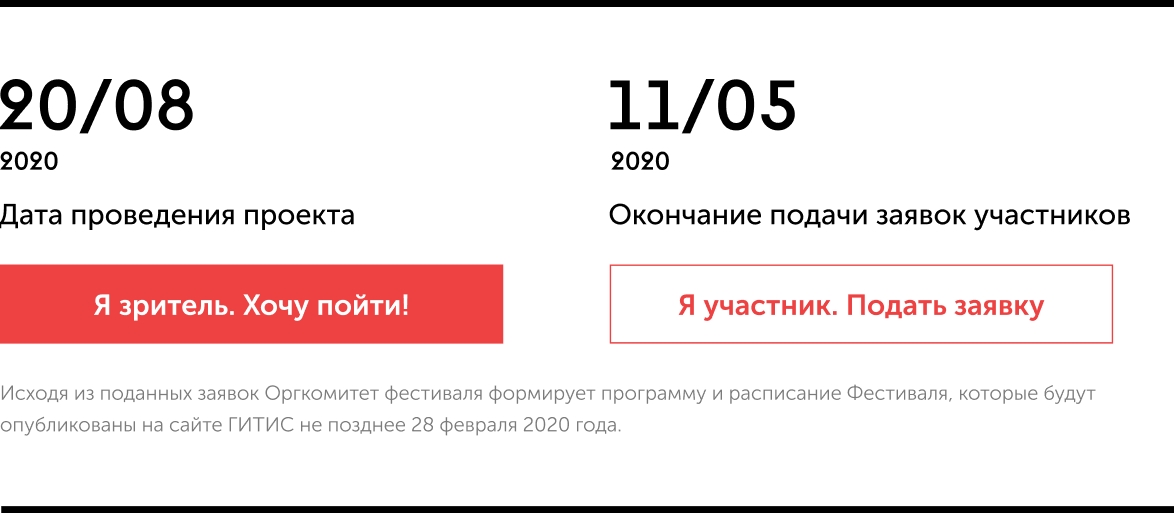 20/08
2020
Дата проведения проекта
Я зритель. Хочу пойти!
11/05
2020
Окончание подачи заявок участников
Я участник. Подать заявку
Исходя из поданных заявок Оргкомитет фестиваля формирует программу и расписание Фестиваля, которые будут
опубликованы на сайте ГИТИС не позднее 28 февраля 2020 года.